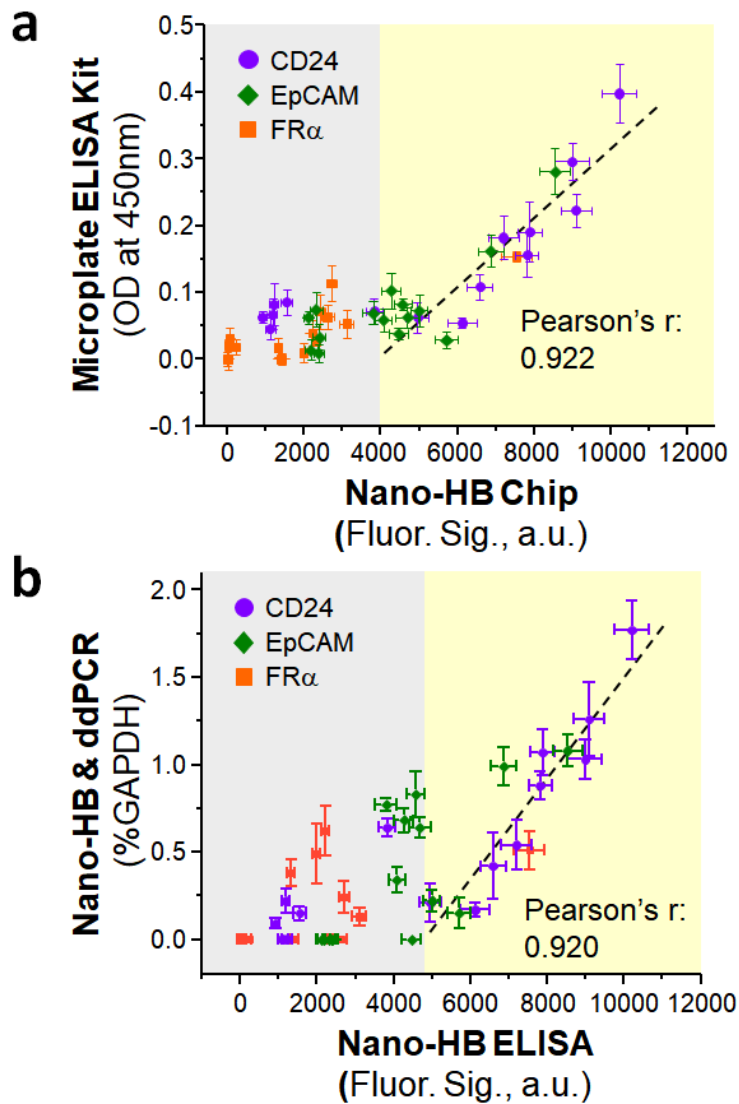 a
Microplate ELISA Kit
(OD at 450nm)
0.5
0.4
0.3
0.2
0.1
0.0
-0.1
CD24
EpCAM
FRα
Pearson's r:
0.922
0 2000 4000 6000 8000 10000 12000
Nano-HB Chip
(Fluor. Sig., a.u.)
b
Nano-HB & ddPCR
(%GAPDH)
2.0
1.5
1.0
0.5
0.0
CD24
EpCAM
FRα
Pearson's r:
0.920
0 2000 4000 6000 8000 10000 12000
Nano-HB ELISA
(Fluor. Sig., a.u.)